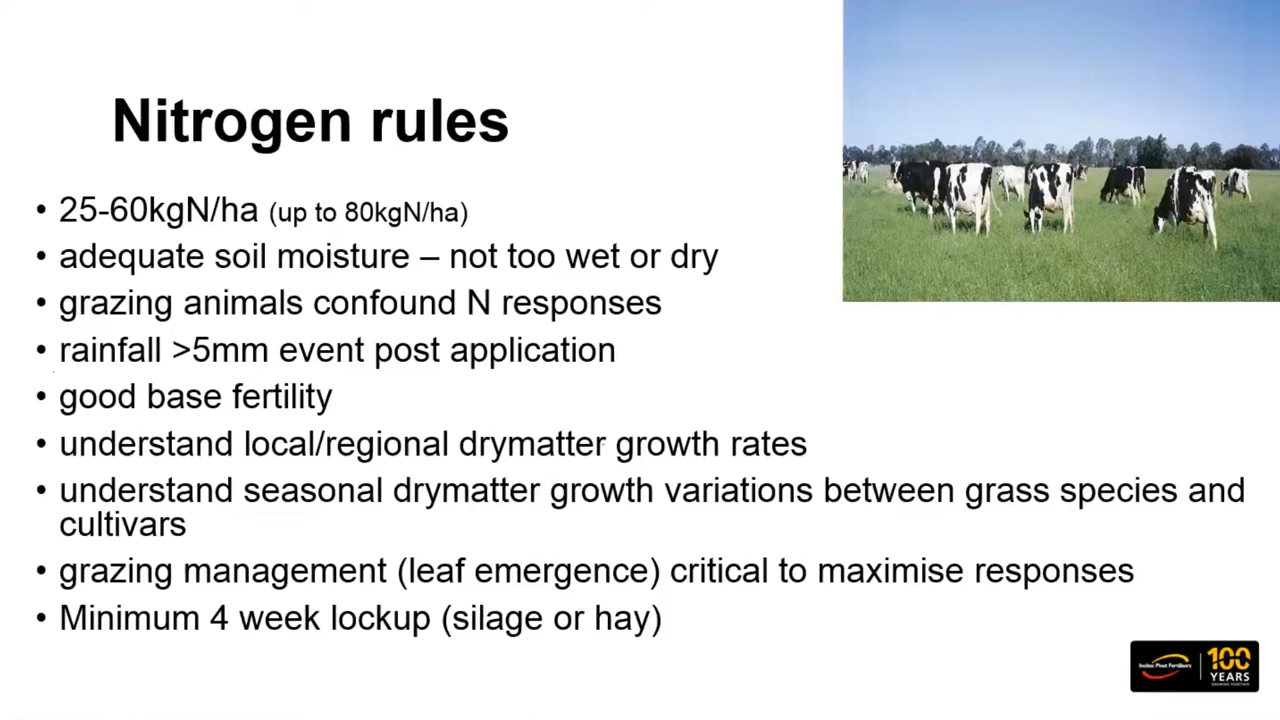 Nitrogen rules
• 25-60kgN/ha (up to 80kgN/ha)
• adequate soil moisture – not too wet or dry
• grazing animals confound N responses
• rainfall >5mm event post application
• good base fertility
• understand local/regional drymatter growth rates
• understand seasonal drymatter growth variations between grass species and
cultivars
• grazing management (leaf emergence) critical to maximise responses
• Minimum 4 week lockup (silage or hay)
Incitec Pivot Fertilisers
100
YEARS